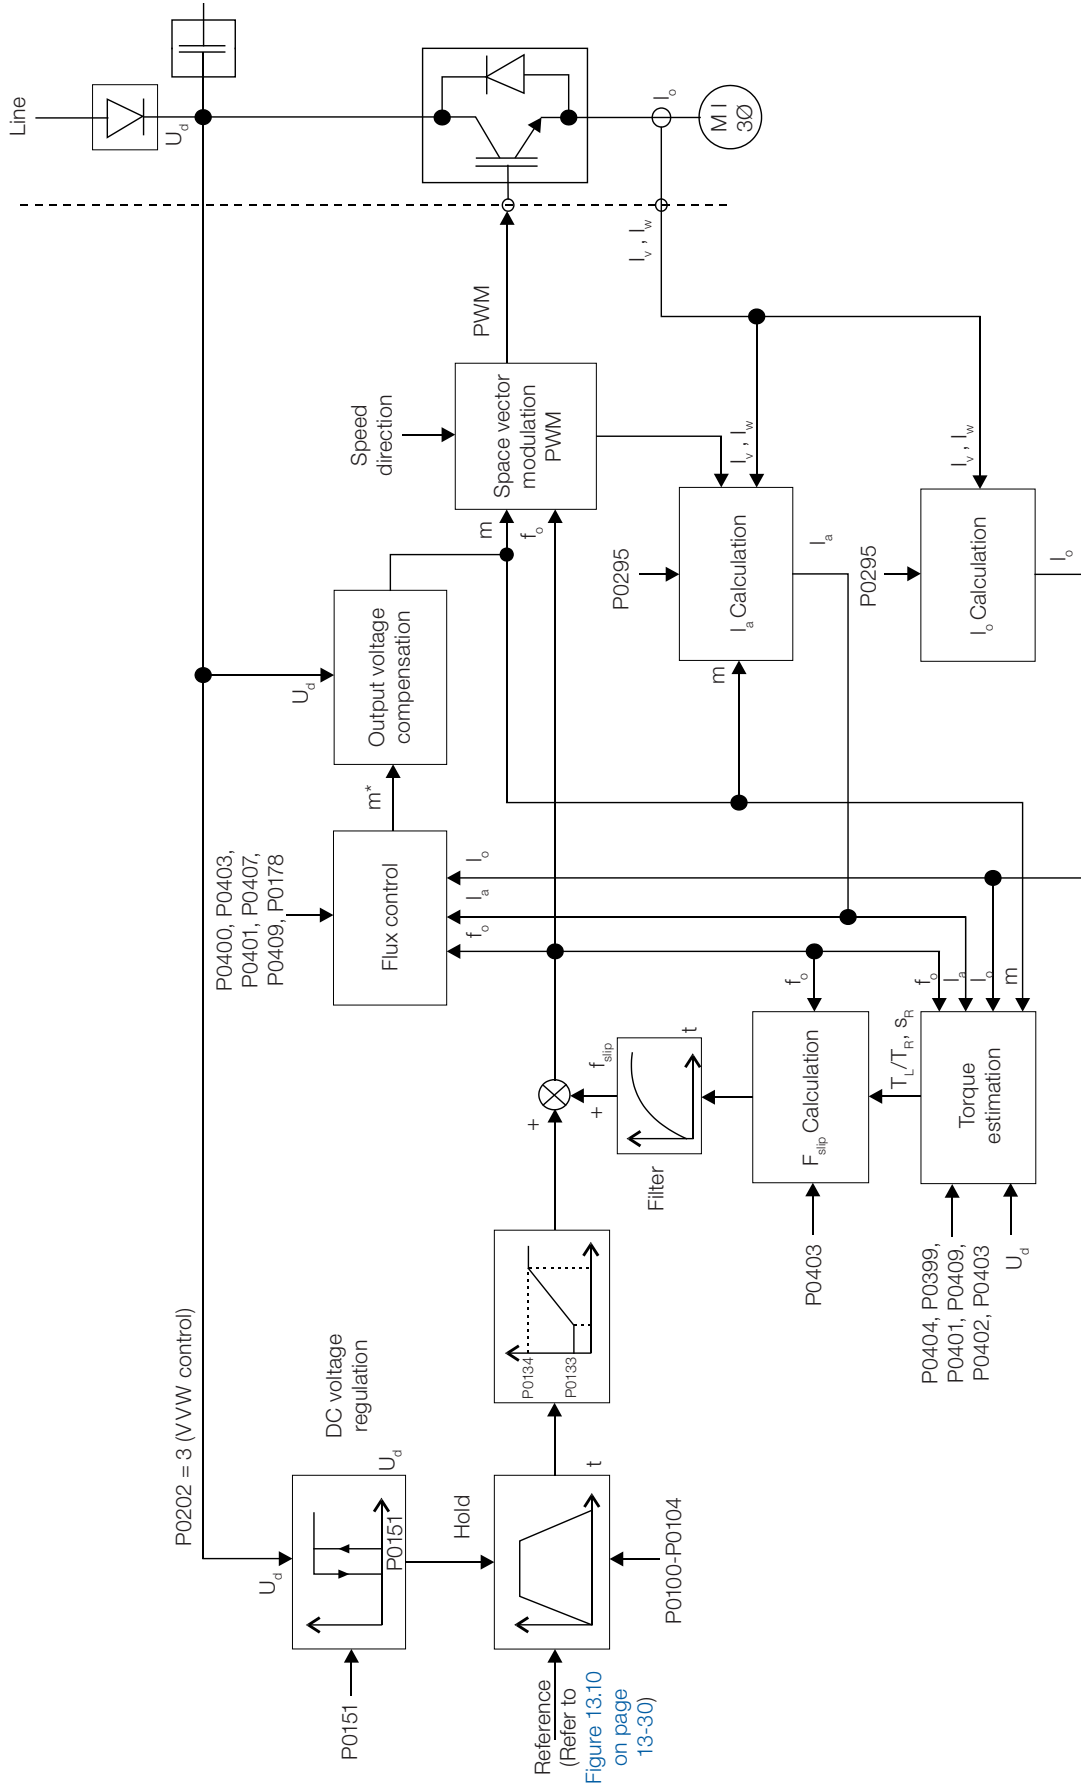 Line
U_d
I_o
M I
3Ø
I_v , I_w
PWM
P0202 = 3 (VVW control)
Speed
direction
Space vector
modulation
PWM
m
f_o
I_v , I_w
I_v , I_w
U_d
Output voltage
compensation
m*
P0295
I_a Calculation
I_a
m
P0295
I_o Calculation
I_o
P0400, P0403,
P0401, P0407,
P0409, P0178
Flux control
f_o
I_a
I_o
f_slip
+
+
t
Filter
f_o
F_slip Calculation
P0403
T_L/T_R, s_R
f_o
I_a
I_o
m
Torque
estimation
P0404, P0399,
P0401, P0409,
P0402, P0403
U_d
P0134
P0133
DC voltage
regulation
U_d
U_d
P0151
P0151
Hold
t
P0100-P0104
Reference
(Refer to
Figure 13.10
on page
13-30)